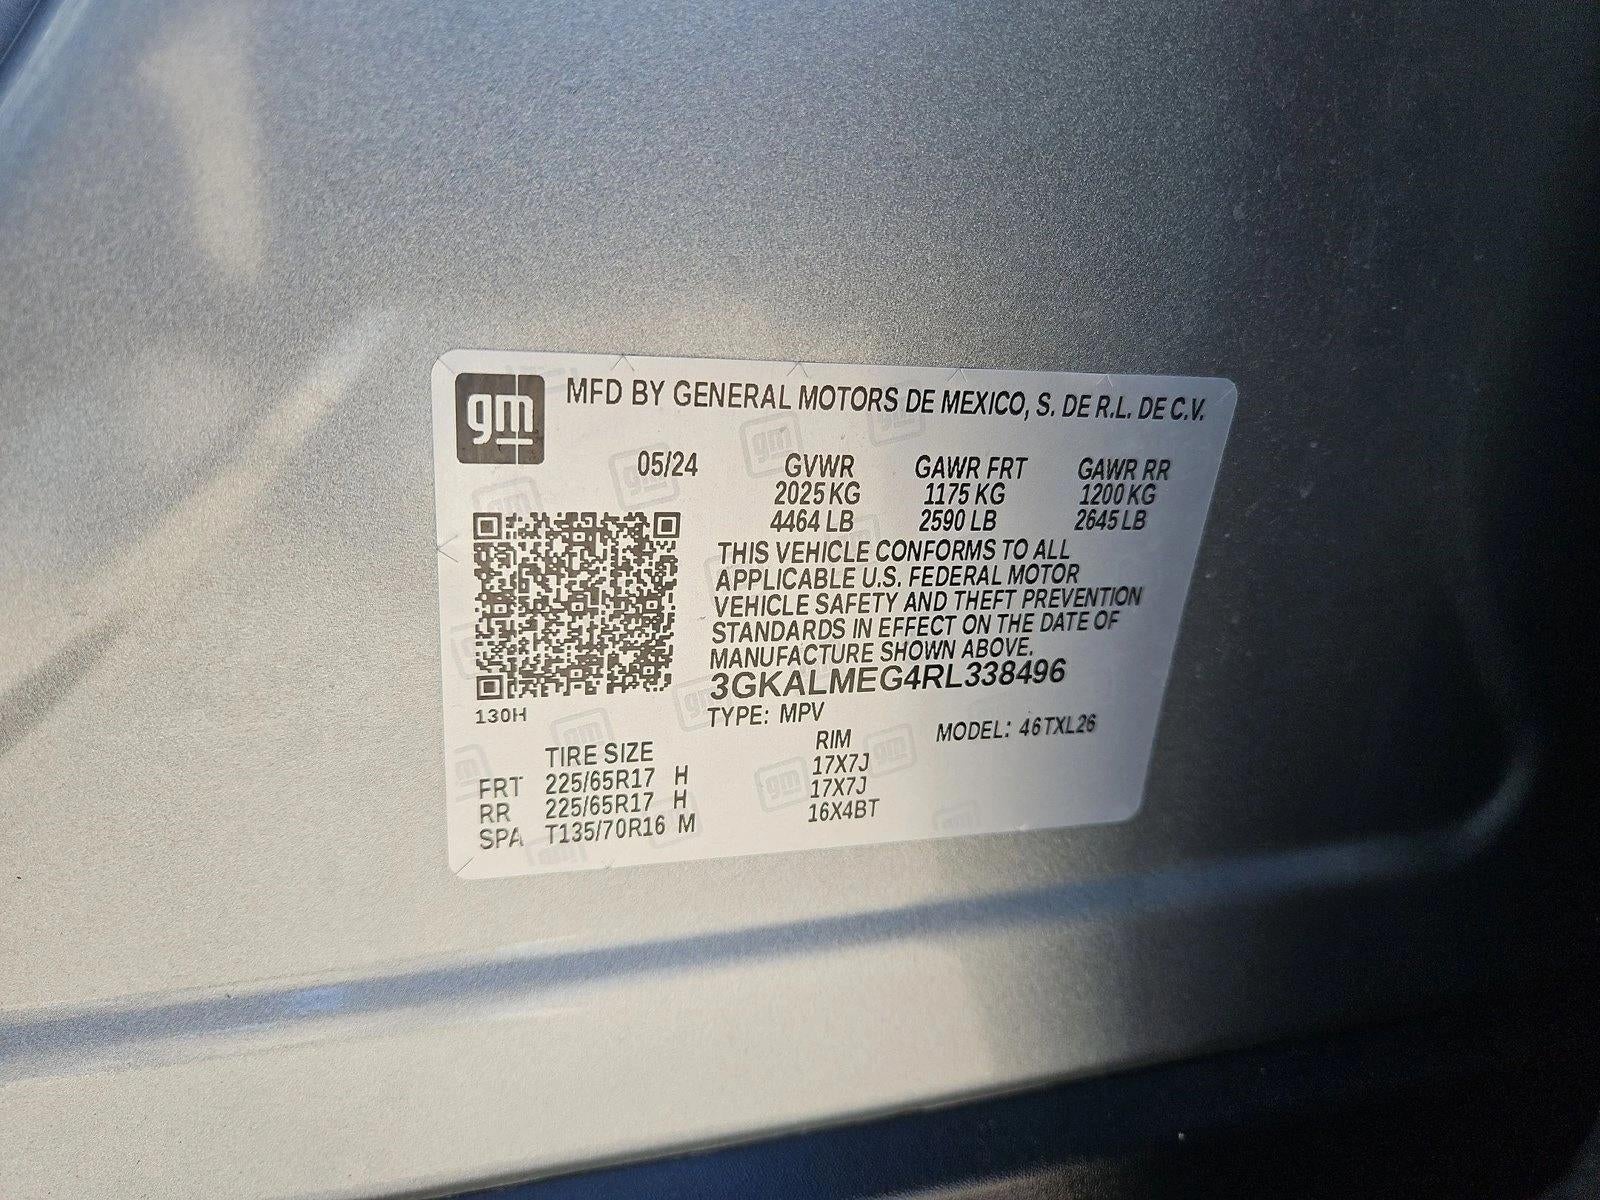 gm
MFD BY GENERAL MOTORS DE MEXICO, S. DE R.L. DE C.V.
05/24 GVWR GAWR FRT GAWR RR
2025 KG 1175 KG 1200 KG
4464 LB 2590 LB 2645 LB
THIS VEHICLE CONFORMS TO ALL
APPLICABLE U.S. FEDERAL MOTOR
VEHICLE SAFETY AND THEFT PREVENTION
STANDARDS IN EFFECT ON THE DATE OF
MANUFACTURE SHOWN ABOVE.
3GKALMEG4RL338496
130H
TYPE: MPV MODEL: 46TXL26
TIRE SIZE RIM
FRT 225/65R17 H 17X7J
RR 225/65R17 H 17X7J
SPA T135/70R16 M 16X4BT